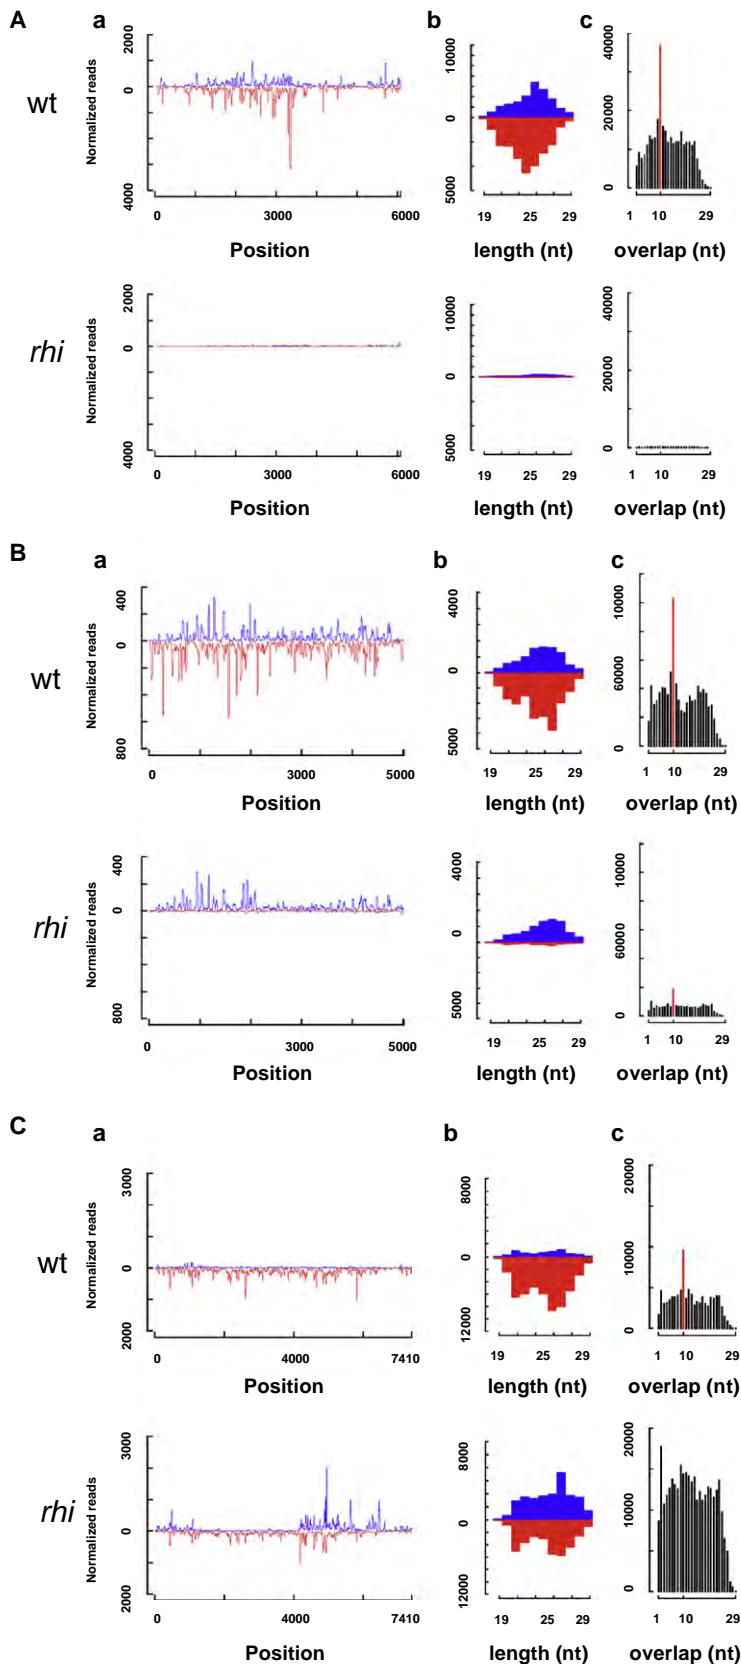 A
a
b
c
wt
Normalized reads
2000
0
4000
0 3000 6000
Position
10000
0
5000
19 25 29
length (nt)
40000
20000
0
1 10 29
overlap (nt)
rhi
Normalized reads
2000
0
4000
0 3000 6000
Position
10000
0
5000
19 25 29
length (nt)
40000
20000
0
1 10 29
overlap (nt)
B
a
b
c
wt
Normalized reads
400
0
800
0 3000 5000
Position
4000
0
5000
19 25 29
length (nt)
10000
60000
0
1 10 29
overlap (nt)
rhi
Normalized reads
400
0
800
0 3000 5000
Position
4000
0
5000
19 25 29
length (nt)
10000
60000
0
1 10 29
overlap (nt)
C
a
b
c
wt
Normalized reads
3000
0
2000
0 4000 7410
Position
8000
0
12000
19 25 29
length (nt)
20000
10000
0
1 10 29
overlap (nt)
rhi
Normalized reads
3000
0
2000
0 4000 7410
Position
8000
0
12000
19 25 29
length (nt)
20000
10000
0
1 10 29
overlap (nt)